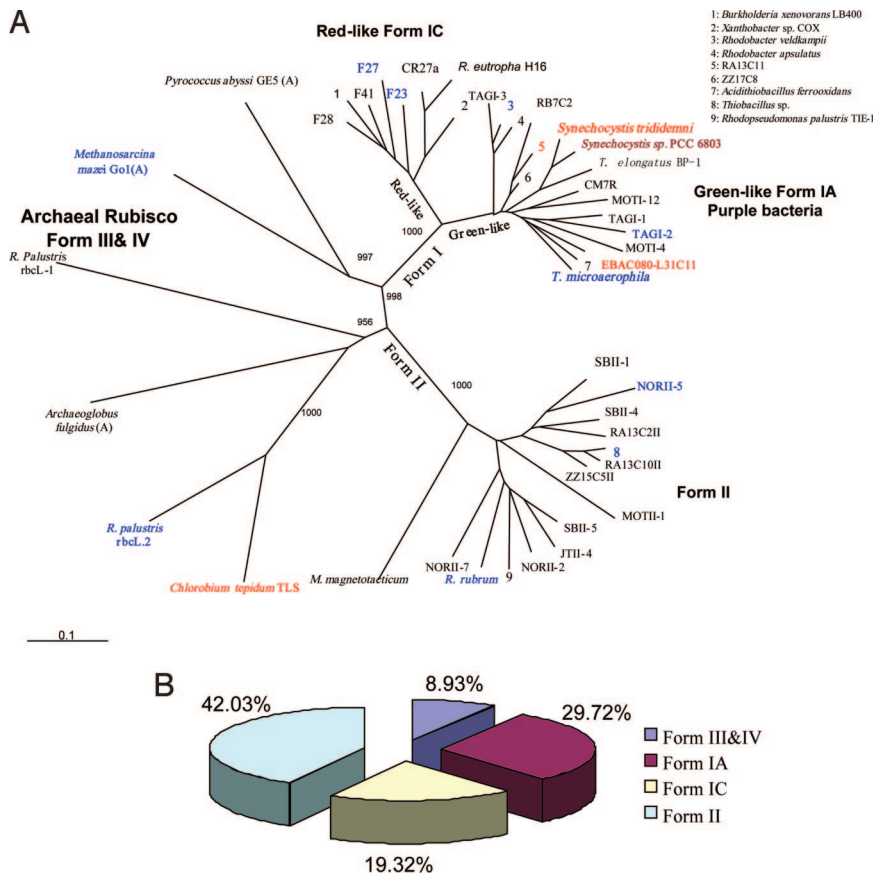 A
Red-like Form IC
1: Burkholderia xenovorans LB400
2: Xanthobacter sp. COX
3: Rhodobacter veldkampii
4: Rhodobacter apsulatus
5: RA13C11
6: ZZ17C8
7: Acidithiobacillus ferrooxidans
8: Thiobacillus sp.
9: Rhodopseudomonas palustris TIE-1
Pyrococcus abyssi GE5 (A)
F28
1
F41
F27
F23
CR27a
R. eutropha H16
2
TAGI-3
3
4
RB7C2
5
6
Synechocystis trididemni
Synechocystis sp. PCC 6803
T. elongatus BP-1
CM7R
MOTI-12
TAGI-1
TAGI-2
MOTI-4
EBAC080-L31C11
7
T. microaerophila
Green-like Form IA
Purple bacteria
Methanosarcina
mazei Go1(A)
Red-like
1000
Green-like
Form I
Archaeal Rubisco
Form III& IV
R. Palustris
rbcL-1
997
998
956
Form II
1000
1000
Archaeoglobus
fulgidus (A)
R. palustris
rbcL.2
Chlorobium tepidum TLS
M. magnetotacticum
SBII-1
NORII-5
SBII-4
RA13C2II
8
RA13C10II
ZZ15C5II
MOTII-1
Form II
SBII-5
JTII-4
NORII-2
9
R. rubrum
NORII-7
0.1
B
42.03%
8.93%
29.72%
19.32%
Form III&IV
Form IA
Form IC
Form II